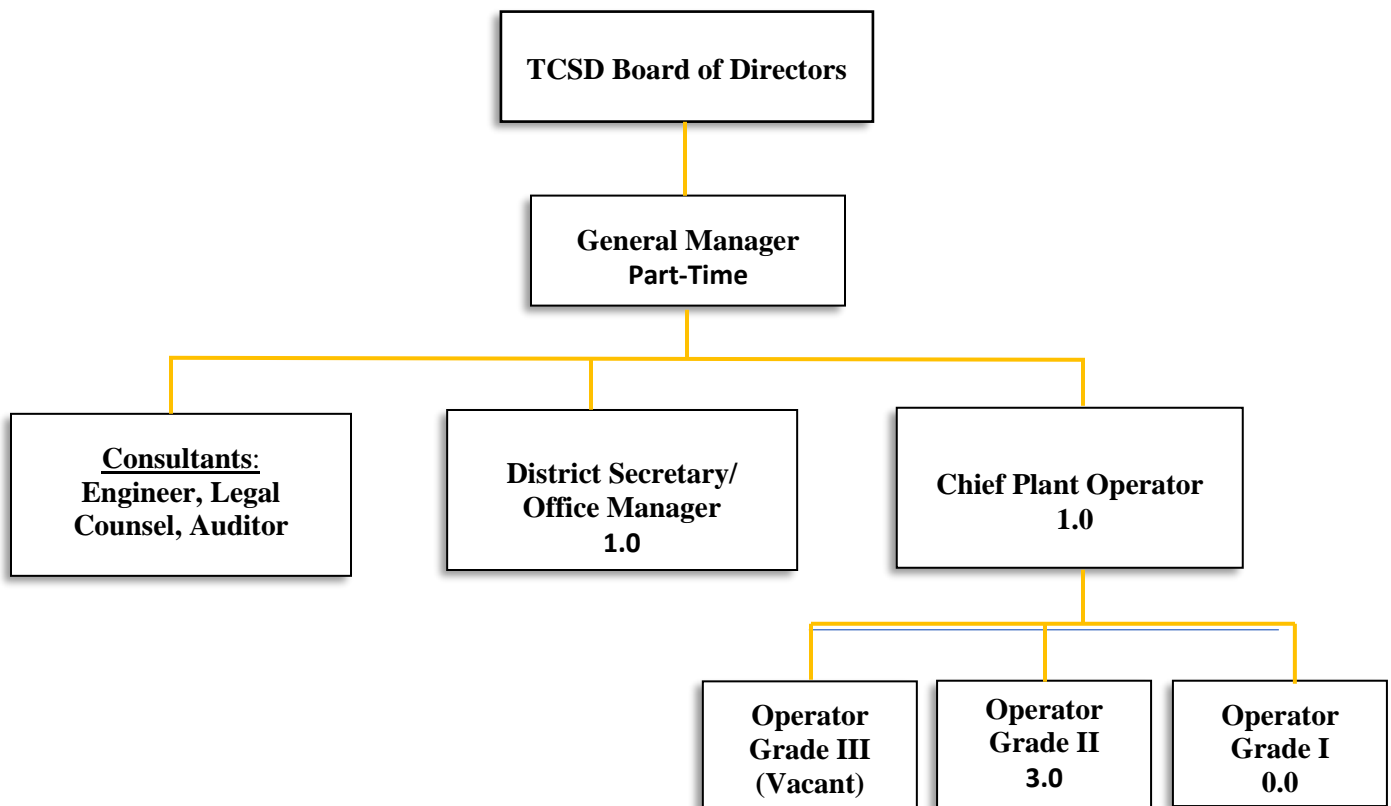 TCSD Board of Directors
General Manager
Part-Time
Consultants:
Engineer, Legal
Counsel, Auditor
District Secretary/
Office Manager
1.0
Chief Plant Operator
1.0
Operator
Grade III
(Vacant)
Operator
Grade II
3.0
Operator
Grade I
0.0